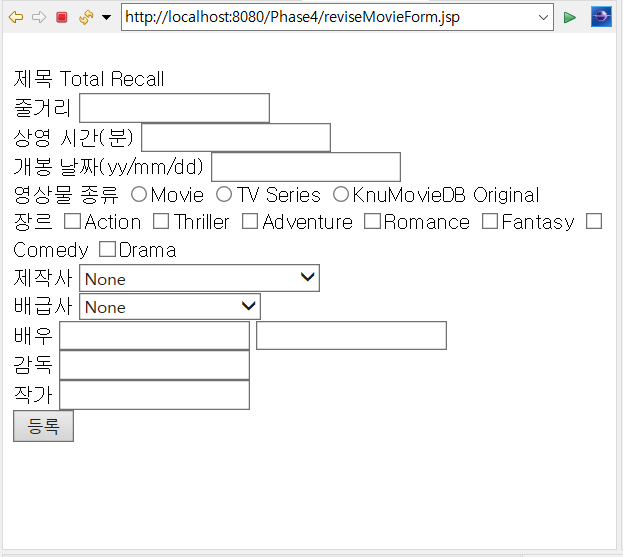 http://localhost:8080/Phase4/reviseMovieForm.jsp
제목 Total Recall
줄거리
상영 시간(분)
개봉 날짜(yy/mm/dd)
영상물 종류 Movie TV Series KnuMovieDB Original
장르 Action Thriller Adventure Romance Fantasy
Comedy Drama
제작사 None
배급사 None
배우
감독
작가
등록